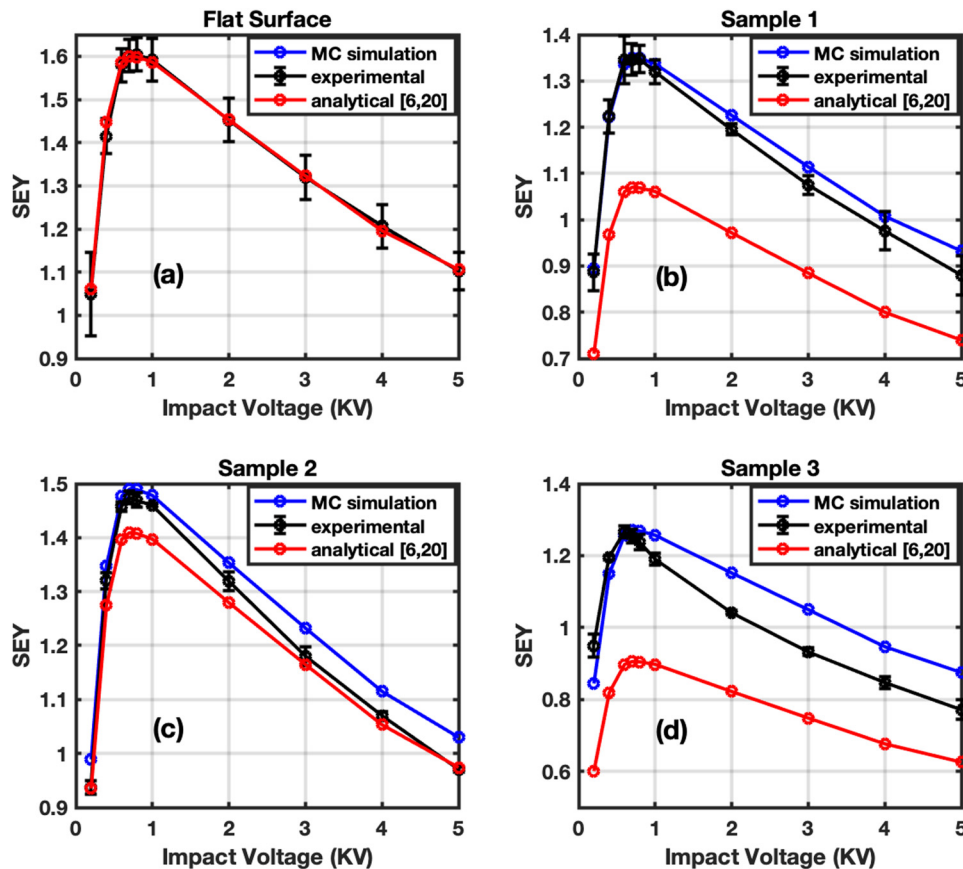 Flat Surface
1.6
1.5
1.4
1.3
1.2
1.1
1
0.9
SEY
MC simulation
experimental
analytical [6,20]
(a)
0 1 2 3 4 5
Impact Voltage (KV)
Sample 1
1.4
1.3
1.2
1.1
1
0.9
0.8
0.7
SEY
MC simulation
experimental
analytical [6,20]
(b)
0 1 2 3 4 5
Impact Voltage (KV)
Sample 2
1.5
1.4
1.3
1.2
1.1
1
0.9
SEY
MC simulation
experimental
analytical [6,20]
(c)
0 1 2 3 4 5
Impact Voltage (KV)
Sample 3
1.4
1.2
1
0.8
0.6
SEY
MC simulation
experimental
analytical [6,20]
(d)
0 1 2 3 4 5
Impact Voltage (KV)